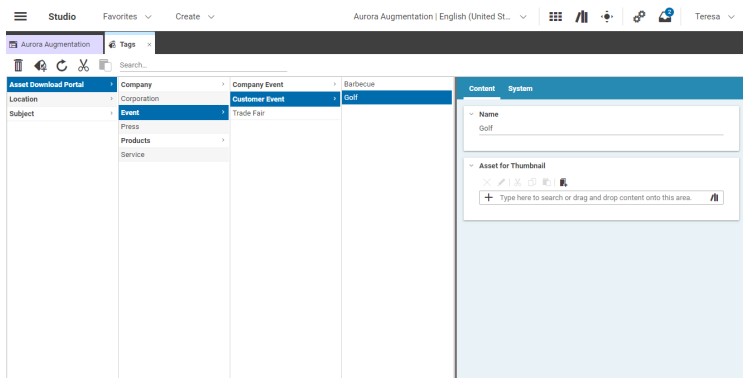 Studio Favorites Create Aurora Augmentation | English (United St... 2 Teresa
Aurora Augmentation Tags ×
Search...
Asset Download Portal Company Company Event Barbecue
Location Corporation Customer Event Golf
Subject Event Trade Fair
Press
Products
Service
Content System
Name
Golf
Asset for Thumbnail
Type here to search or drag and drop content onto this area.